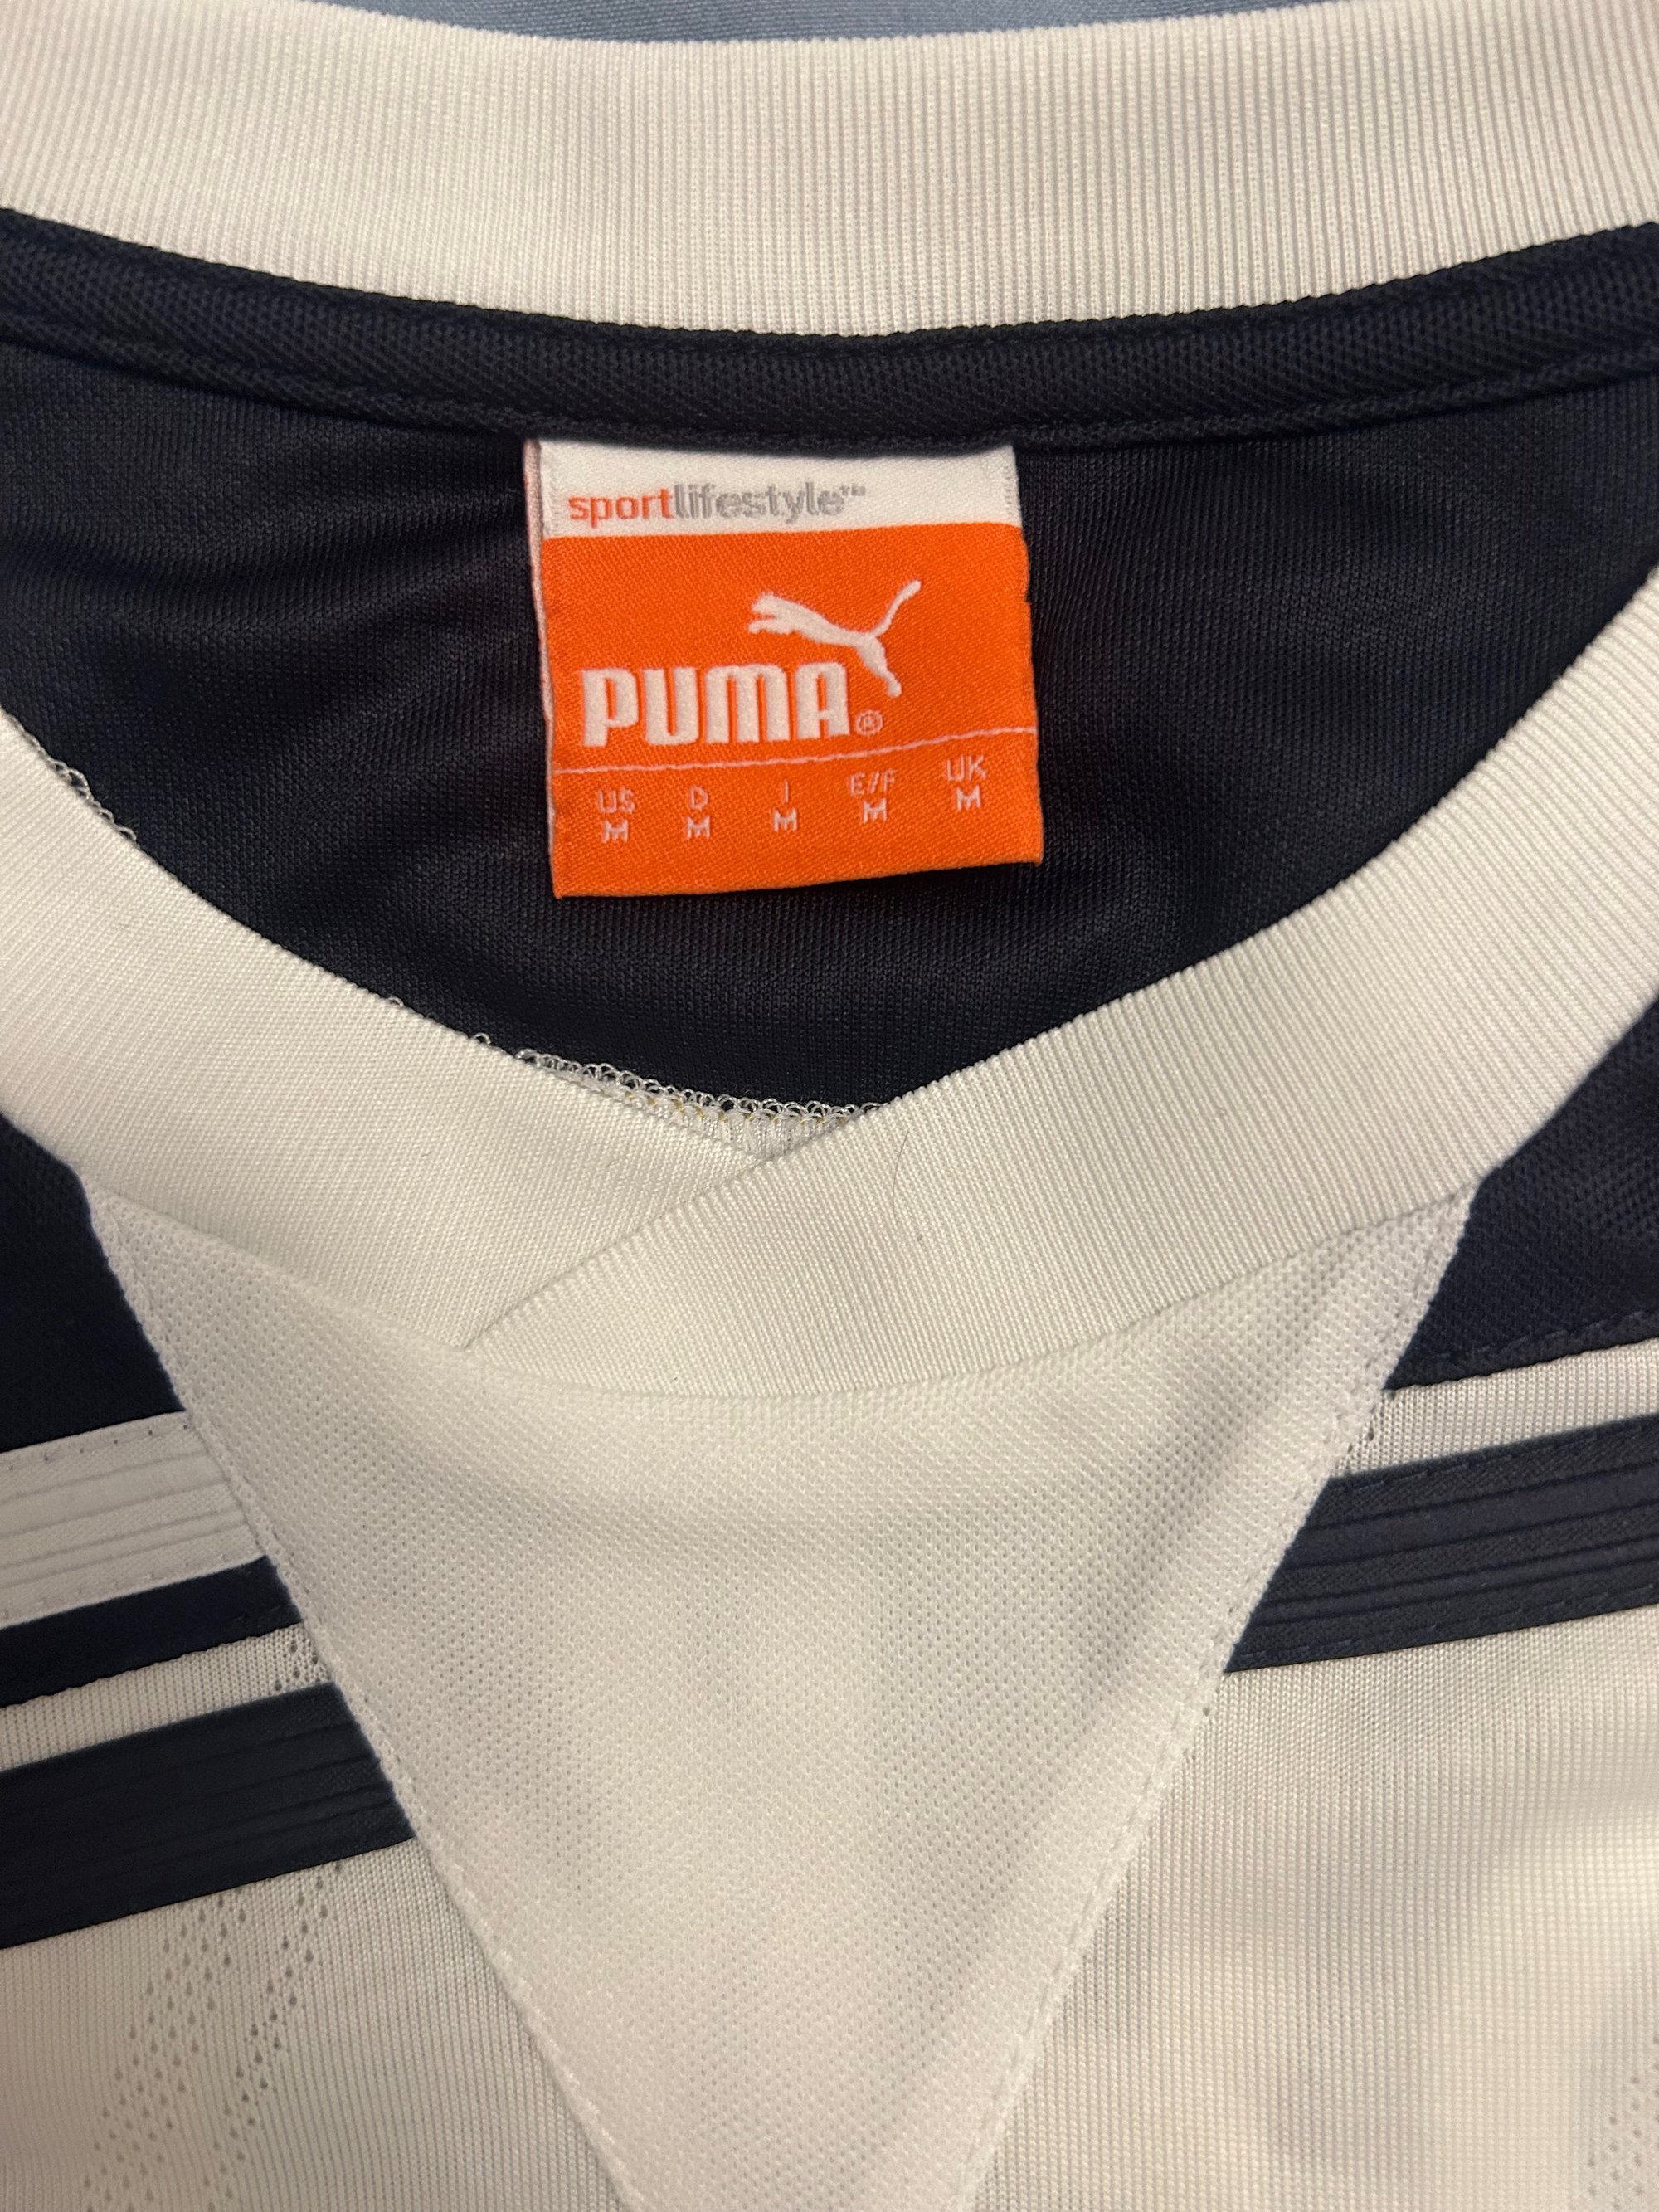 sportlifestyle™
PUMA®
US D I E/F UK
M M M M M